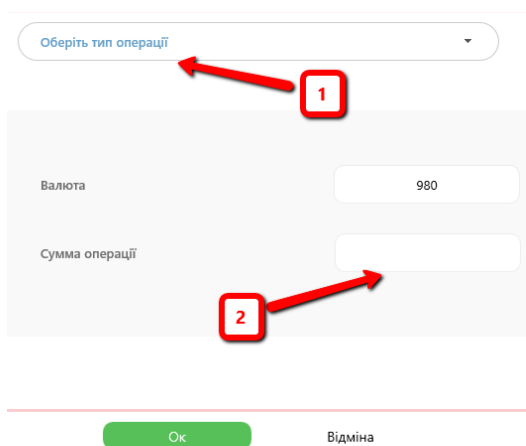 Оберіть тип операції
1
Валюта 980
Сумма операції
2
Ок Відміна